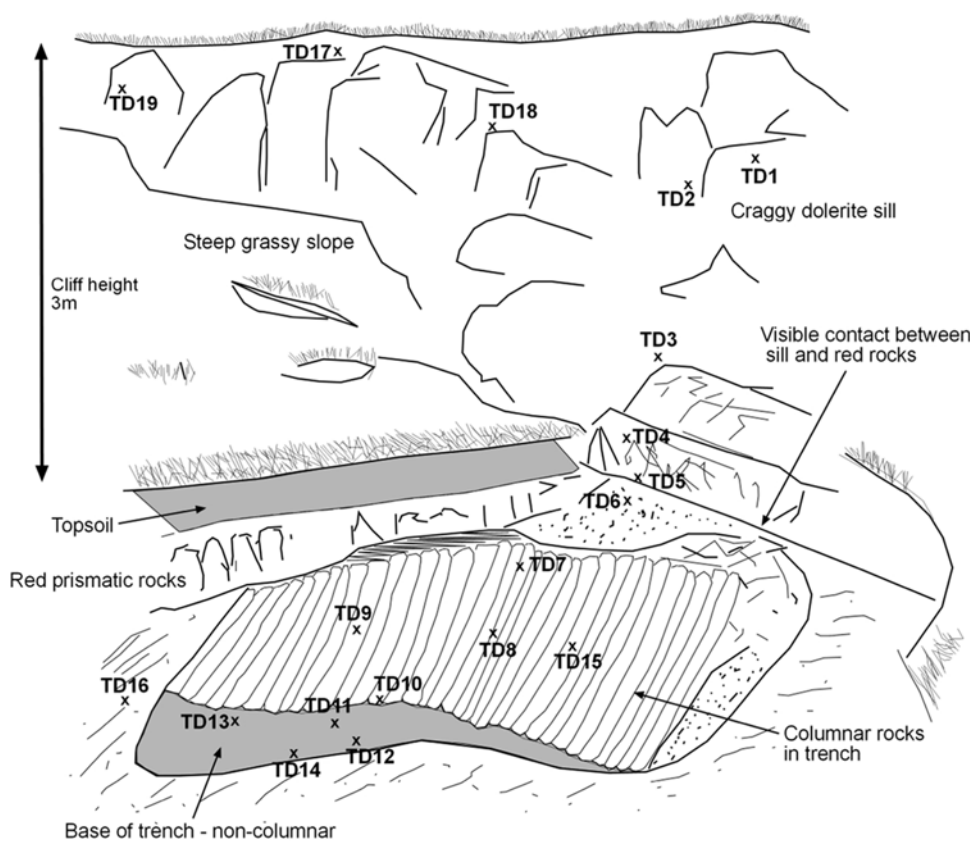 TD17
TD19
TD18
TD1
TD2
Craggy dolerite sill
Steep grassy slope
Cliff height
3m
Visible contact between
sill and red rocks
TD3
TD4
TD5
TD6
Topsoil
Red prismatic rocks
TD7
TD9
TD8
TD15
TD16
TD10
TD11
TD13
TD12
TD14
Columnar rocks
in trench
Base of trench - non-columnar